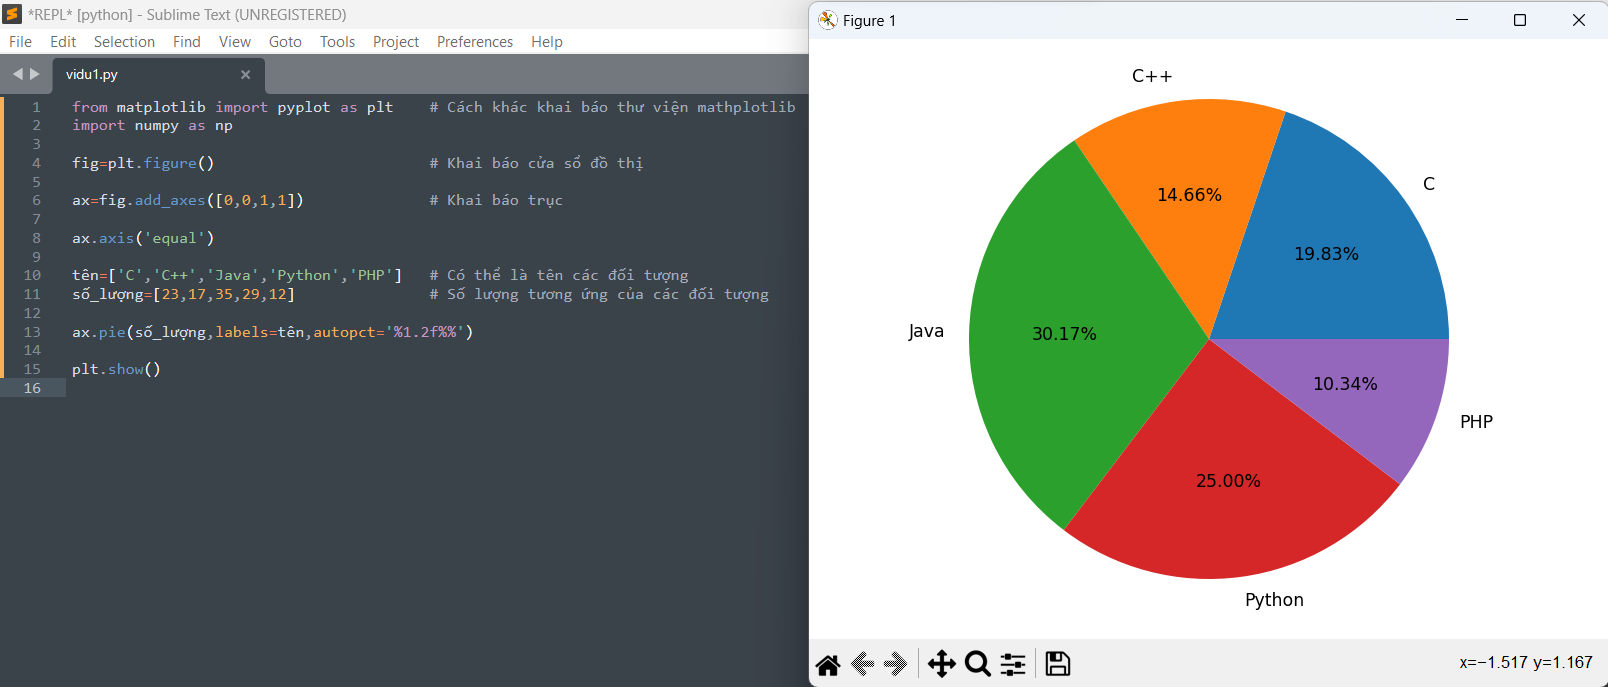 *REPL* [python] - Sublime Text (UNREGISTERED)
File Edit Selection Find View Goto Tools Project Preferences Help
vidu1.py
1 from matplotlib import pyplot as plt # Cách khác khai báo thư viện mathplotlib
2 import numpy as np
3
4 fig=plt.figure() # Khai báo cửa sổ đồ thị
5
6 ax=fig.add_axes([0,0,1,1]) # Khai báo trục
7
8 ax.axis('equal')
9
10 tên=['C','C++','Java','Python','PHP'] # Có thể là tên các đối tượng
11 số_lượng=[23,17,35,29,12] # Số lượng tương ứng của các đối tượng
12
13 ax.pie(số_lượng,labels=tên,autopct='%1.2f%%')
14
15 plt.show()
16
Figure 1
C++
C
14.66%
19.83%
Java
30.17%
10.34%
PHP
25.00%
Python
x=−1.517 y=1.167